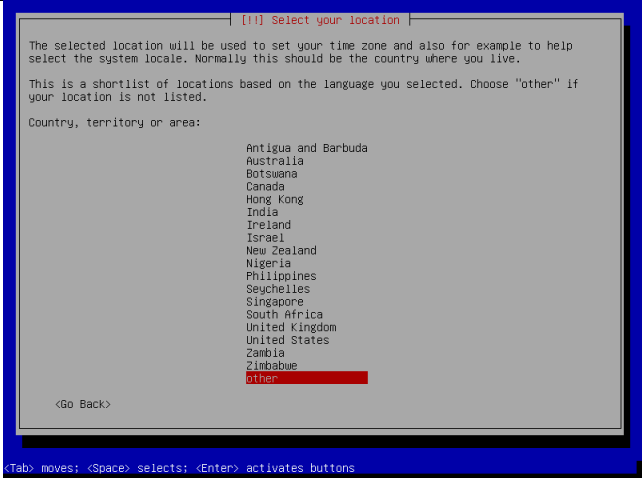 [!!] Select your location
The selected location will be used to set your time zone and also for example to help
select the system locale. Normally this should be the country where you live.
This is a shortlist of locations based on the language you selected. Choose "other" if
your location is not listed.
Country, territory or area:
Antigua and Barbuda
Australia
Botswana
Canada
Hong Kong
India
Ireland
Israel
New Zealand
Nigeria
Philippines
Seychelles
Singapore
South Africa
United Kingdom
United States
Zambia
Zimbabwe
other
<Go Back>
<Tab> moves; <Space> selects; <Enter> activates buttons